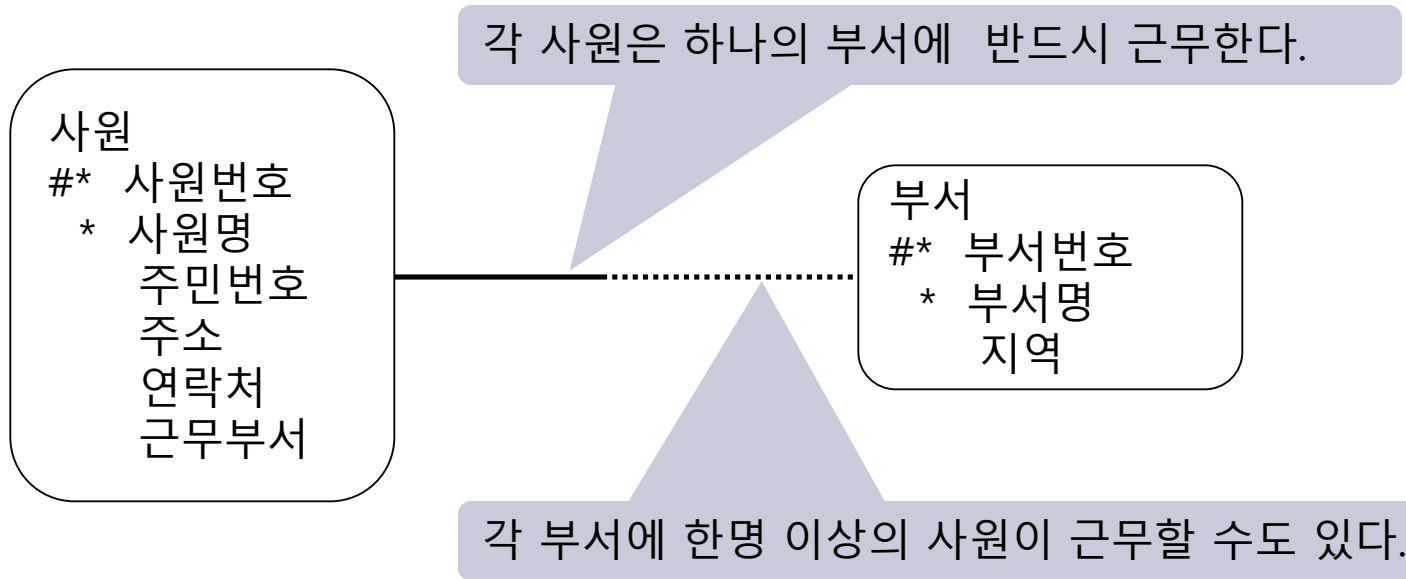 각 사원은 하나의 부서에 반드시 근무한다.
사원
#* 사원번호
* 사원명
주민번호
주소
연락처
근무부서
부서
#* 부서번호
* 부서명
지역
각 부서에 한명 이상의 사원이 근무할 수도 있다.